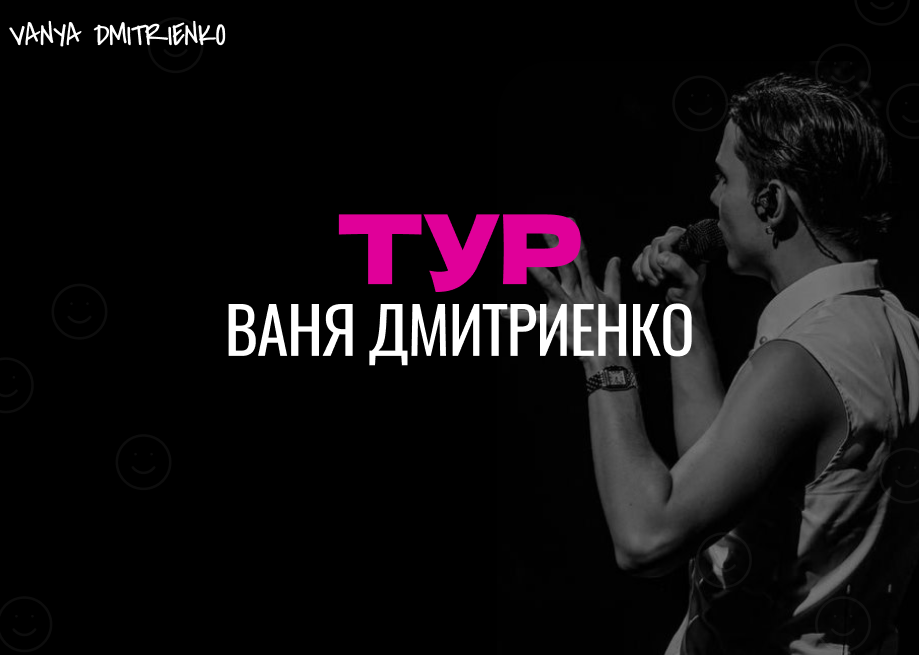 VANYA DMITRIENKO
ТУР
ВАНЯ ДМИТРИЕНКО